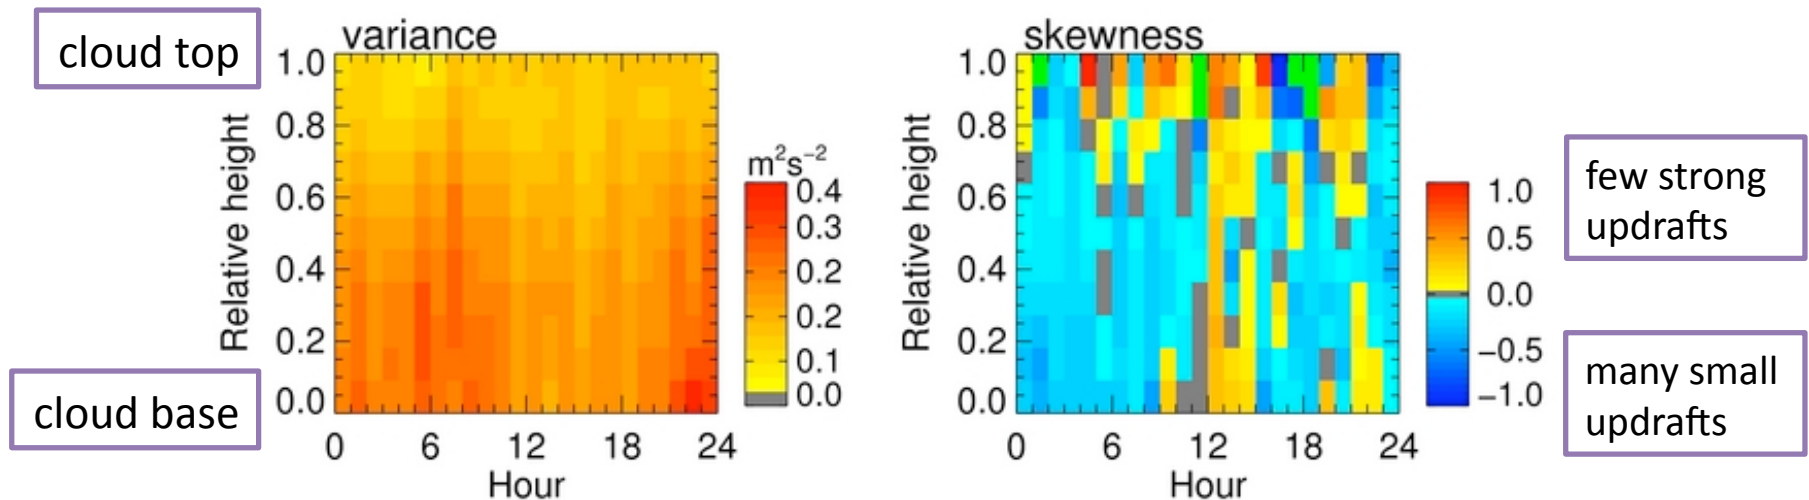 cloud top
cloud base
variance
1.0
0.8
0.6
0.4
0.2
0.0
Relative height
0 6 12 18 24
Hour
m²s⁻²
0.4
0.3
0.2
0.2
0.1
0.0
skewness
1.0
0.8
0.6
0.4
0.2
0.0
Relative height
0 6 12 18 24
Hour
1.0
0.5
0.0
−0.5
−1.0
few strong
updrafts
many small
updrafts